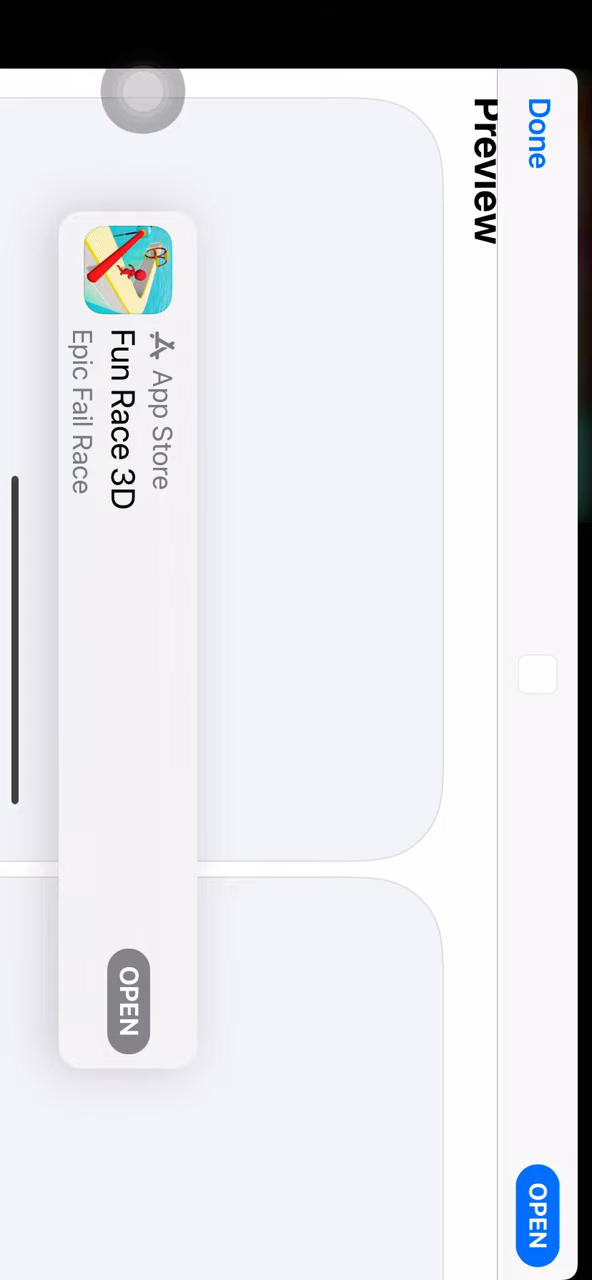 Done
OPEN
Preview
App Store
Fun Race 3D
Epic Fail Race
OPEN